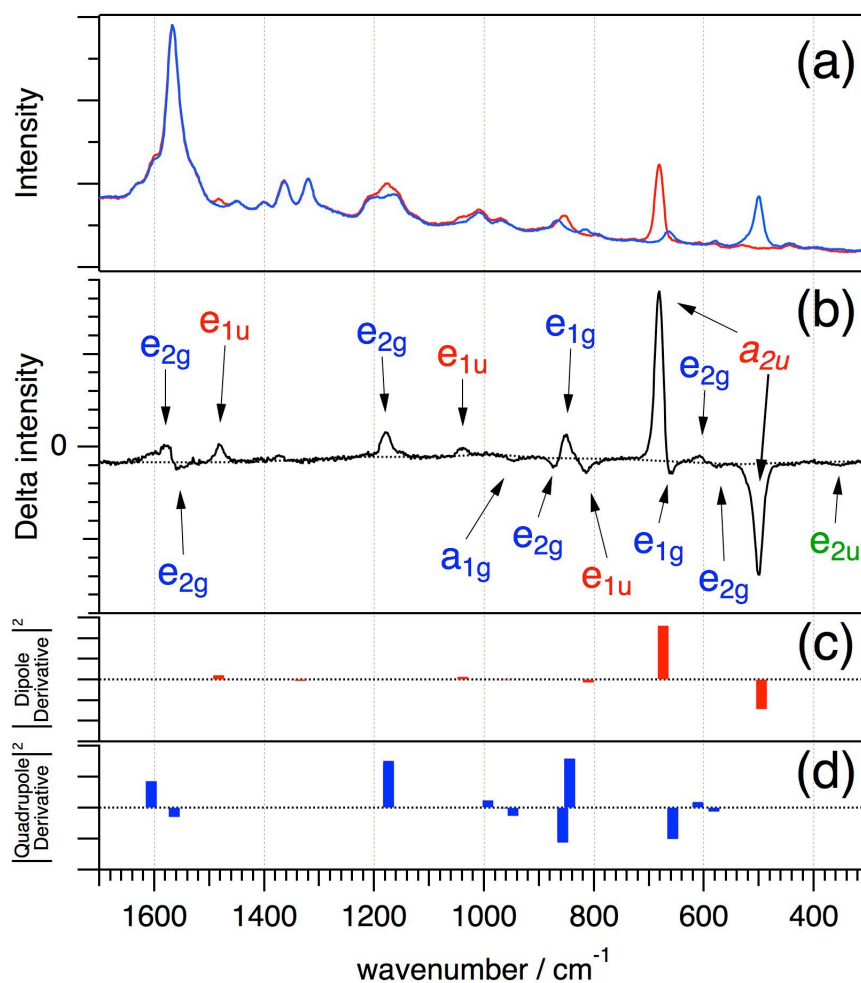 (a)
Intensity
(b)
e2g
e1u
e2g
e1u
e1g
a2u
e2g
0
Delta intensity
e2g
a1g
e2g
e1u
e1g
e2g
e2u
(c)
|Dipole Derivative|²
(d)
|Quadrupole Derivative|²
1600 1400 1200 1000 800 600 400
wavenumber / cm⁻¹